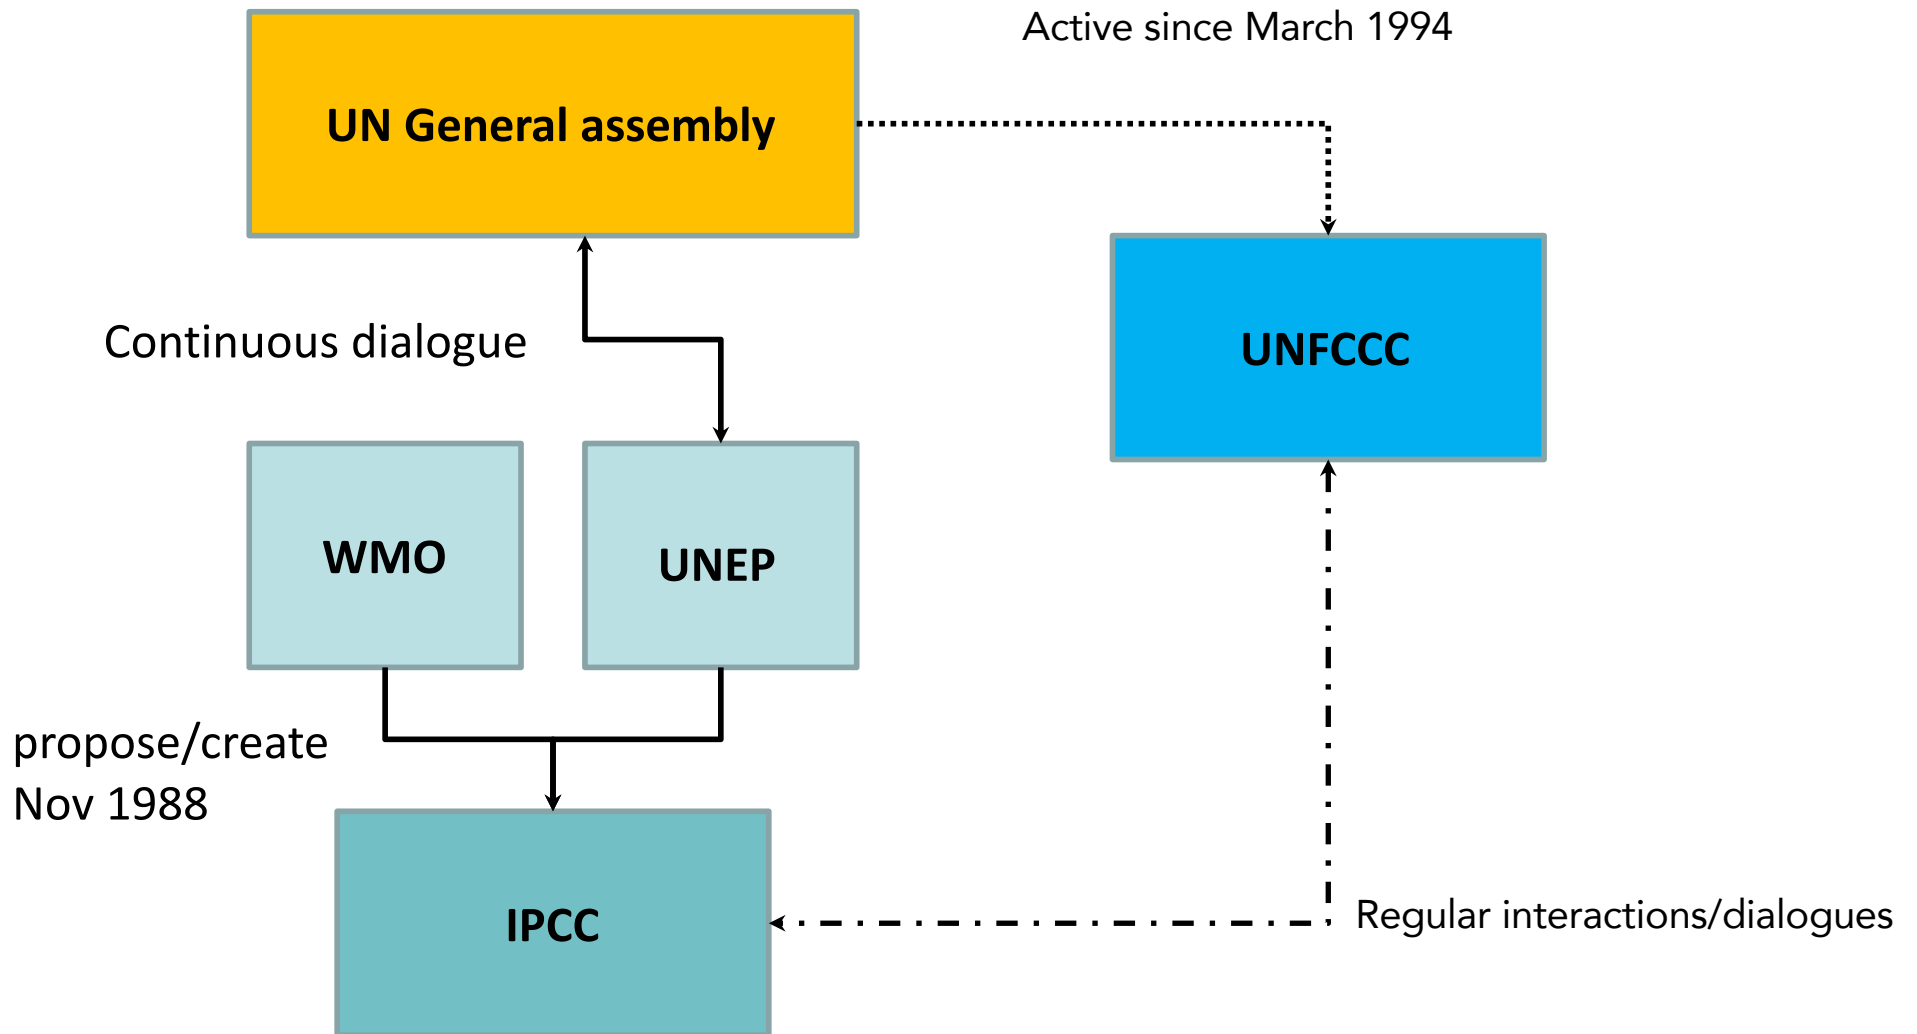 Active since March 1994
UN General assembly
Continuous dialogue
UNFCCC
WMO
UNEP
propose/create
Nov 1988
IPCC
Regular interactions/dialogues